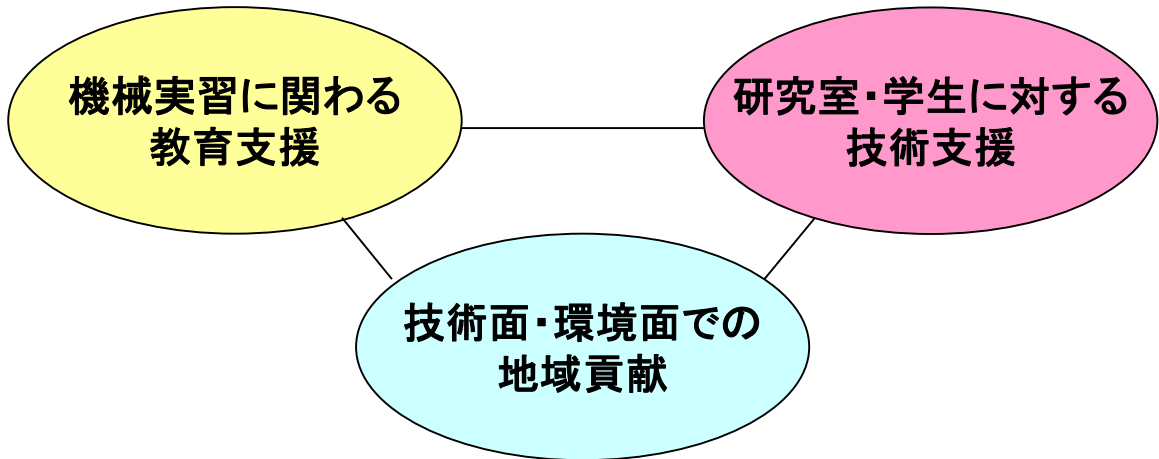 機械実習に関わる
教育支援
研究室・学生に対する
技術支援
技術面・環境面での
地域貢献